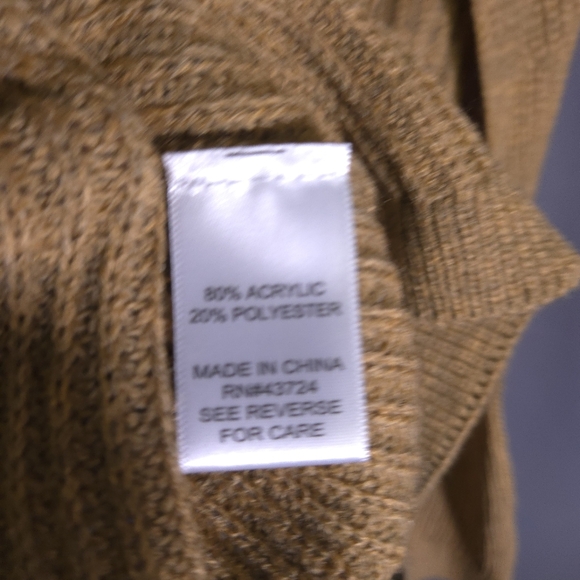 80% ACRYLIC
20% POLYESTER
MADE IN CHINA
RN#43724
SEE REVERSE
FOR CARE